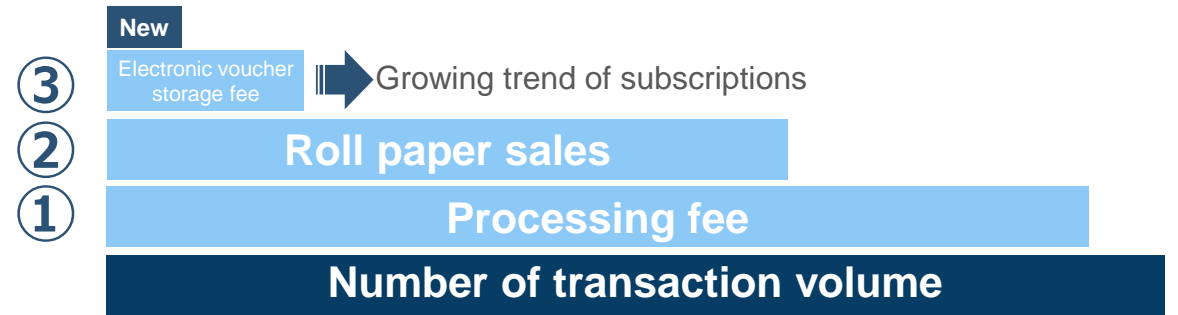 New
③
Electronic voucher
storage fee
Growing trend of subscriptions
②
Roll paper sales
①
Processing fee
Number of transaction volume